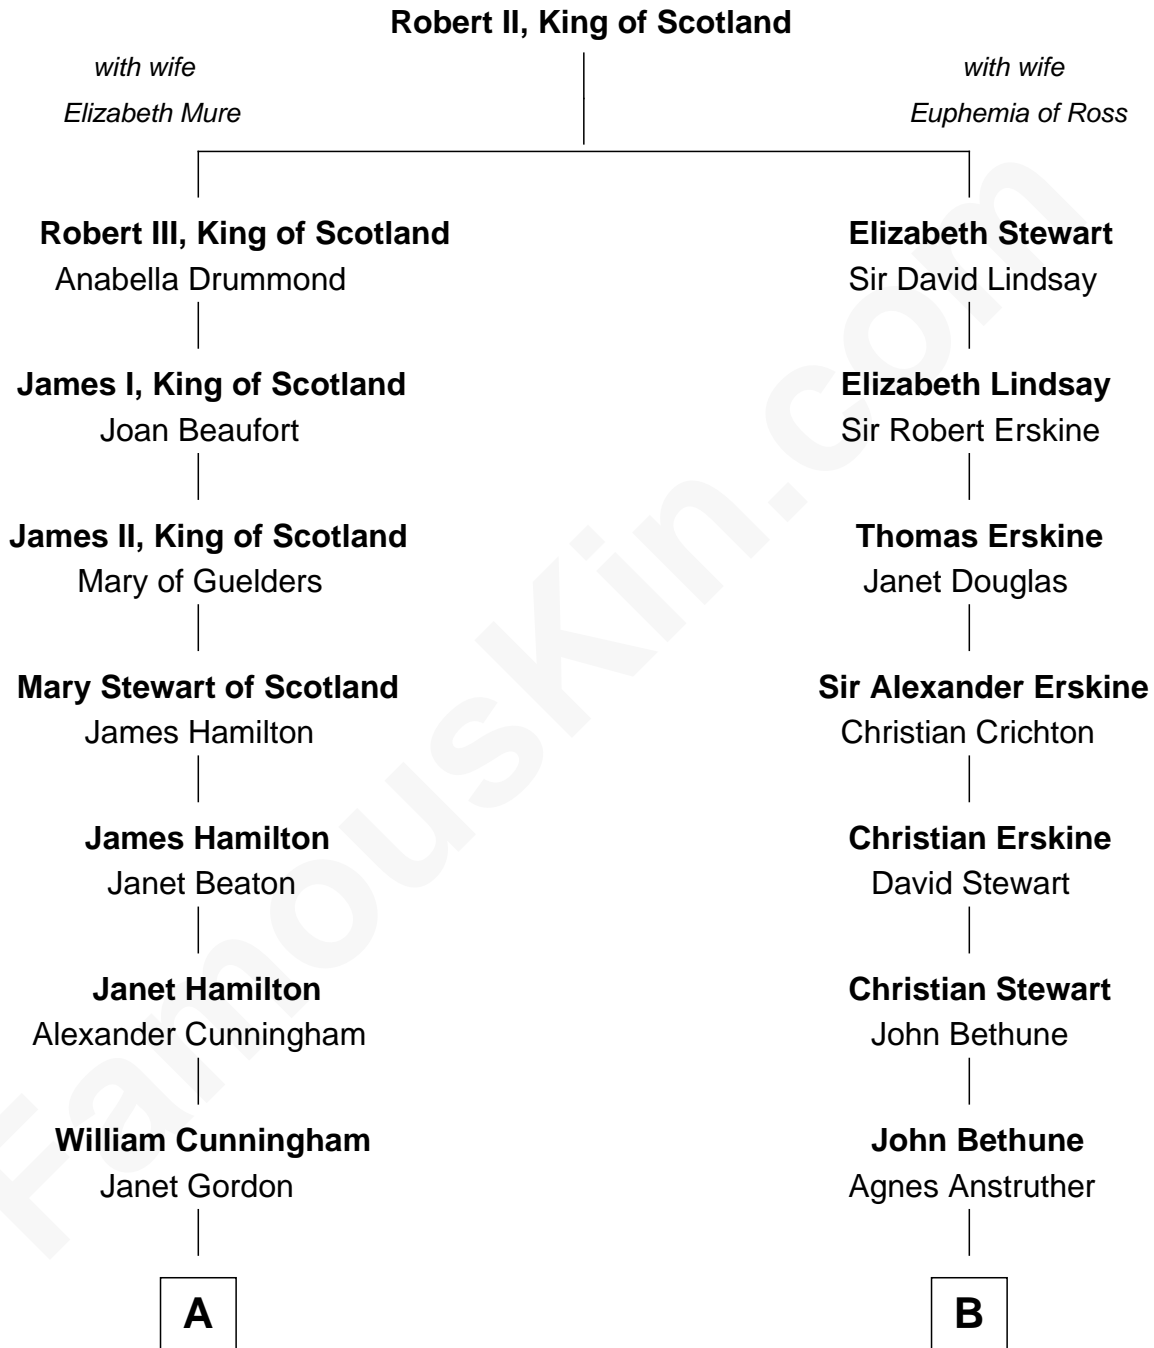 Robert II, King of Scotland
with wife
Elizabeth Mure
with wife
Euphemia of Ross
Robert III, King of Scotland
Anabella Drummond
Elizabeth Stewart
Sir David Lindsay
James I, King of Scotland
Joan Beaufort
Elizabeth Lindsay
Sir Robert Erskine
James II, King of Scotland
Mary of Guelders
Thomas Erskine
Janet Douglas
Mary Stewart of Scotland
James Hamilton
Sir Alexander Erskine
Christian Crichton
James Hamilton
Janet Beaton
Christian Erskine
David Stewart
Janet Hamilton
Alexander Cunningham
Christian Stewart
John Bethune
William Cunningham
Janet Gordon
John Bethune
Agnes Anstruther
A
B
FamousKin.com